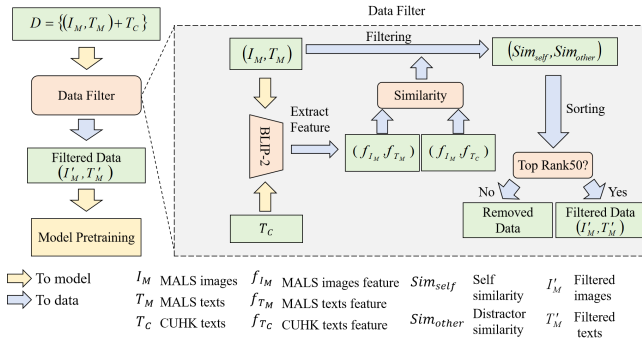 Data Filter
D = {(I_M, T_M) + T_C}
Data Filter
Filtered Data
(I'_M, T'_M)
Model Pretraining
(I_M, T_M)
Filtering
(Sim_self, Sim_other)
BLIP-2
Extract
Feature
Similarity
(f_{I_M}, f_{T_M})
(f_{I_M}, f_{T_C})
Sorting
Top Rank50?
No
Yes
T_C
Removed
Data
Filtered Data
(I'_M, T'_M)
To model
To data
I_M MALS images
T_M MALS texts
T_C CUHK texts
f_{I_M} MALS images feature
f_{T_M} MALS texts feature
f_{T_C} CUHK texts feature
Sim_self Self
similarity
Sim_other Distractor
similarity
I'_M Filtered
images
T'_M Filtered
texts